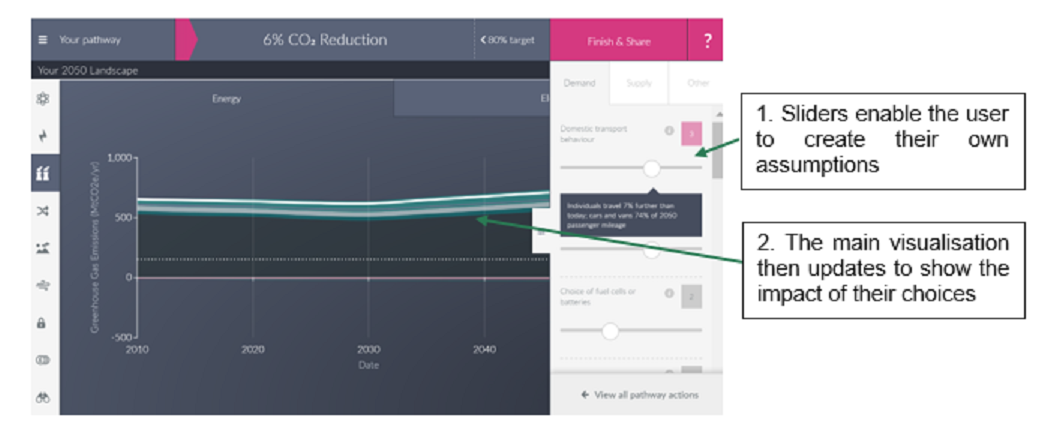 Your pathway
6% CO₂ Reduction
<80% target
Finish & Share
?
Your 2050 Landscape
Energy
El
Demand
Supply
Other
Domestic transport
behaviour
3
Individuals travel 7% further than
today; cars and vans 74% of 2050
passenger mileage
Choice of fuel cells or
batteries
2
View all pathway actions
Greenhouse Gas Emissions (MtCO2e/yr)
1,000
500
0
-500
2010
2020
2030
2040
Date
1. Sliders enable the user
to create their own
assumptions
2. The main visualisation
then updates to show the
impact of their choices